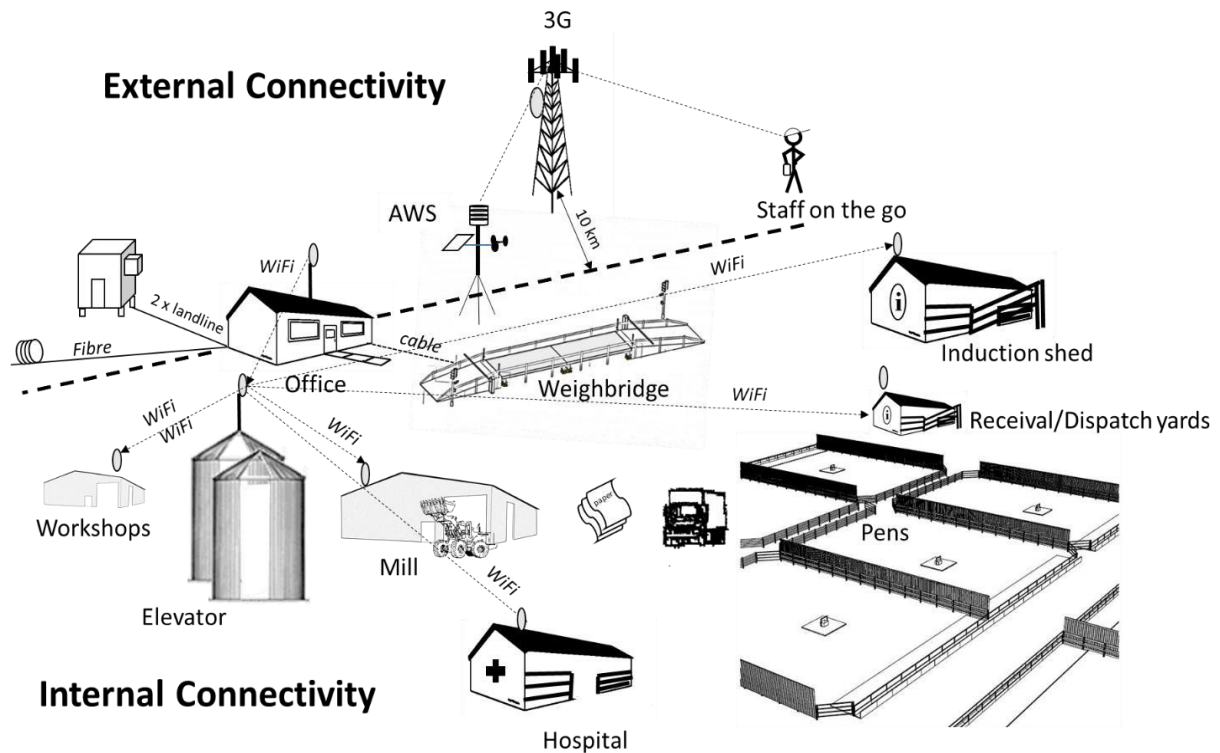 3G
External Connectivity
Staff on the go
AWS
10 km
WiFi
WiFi
2 x landline
Fibre
cable
Induction shed
Office
Weighbridge
WiFi
Receival/Dispatch yards
WiFi
WiFi
WiFi
paper
Workshops
Mill
Pens
WiFi
Elevator
Internal Connectivity
Hospital